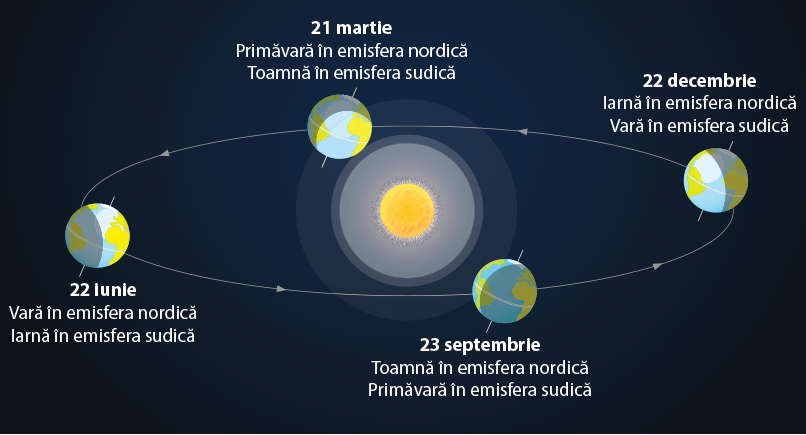 21 martie
Primăvară în emisfera nordică
Toamnă în emisfera sudică
22 decembrie
Iarnă în emisfera nordică
Vară în emisfera sudică
22 iunie
Vară în emisfera nordică
Iarnă în emisfera sudică
23 septembrie
Toamnă în emisfera nordică
Primăvară în emisfera sudică